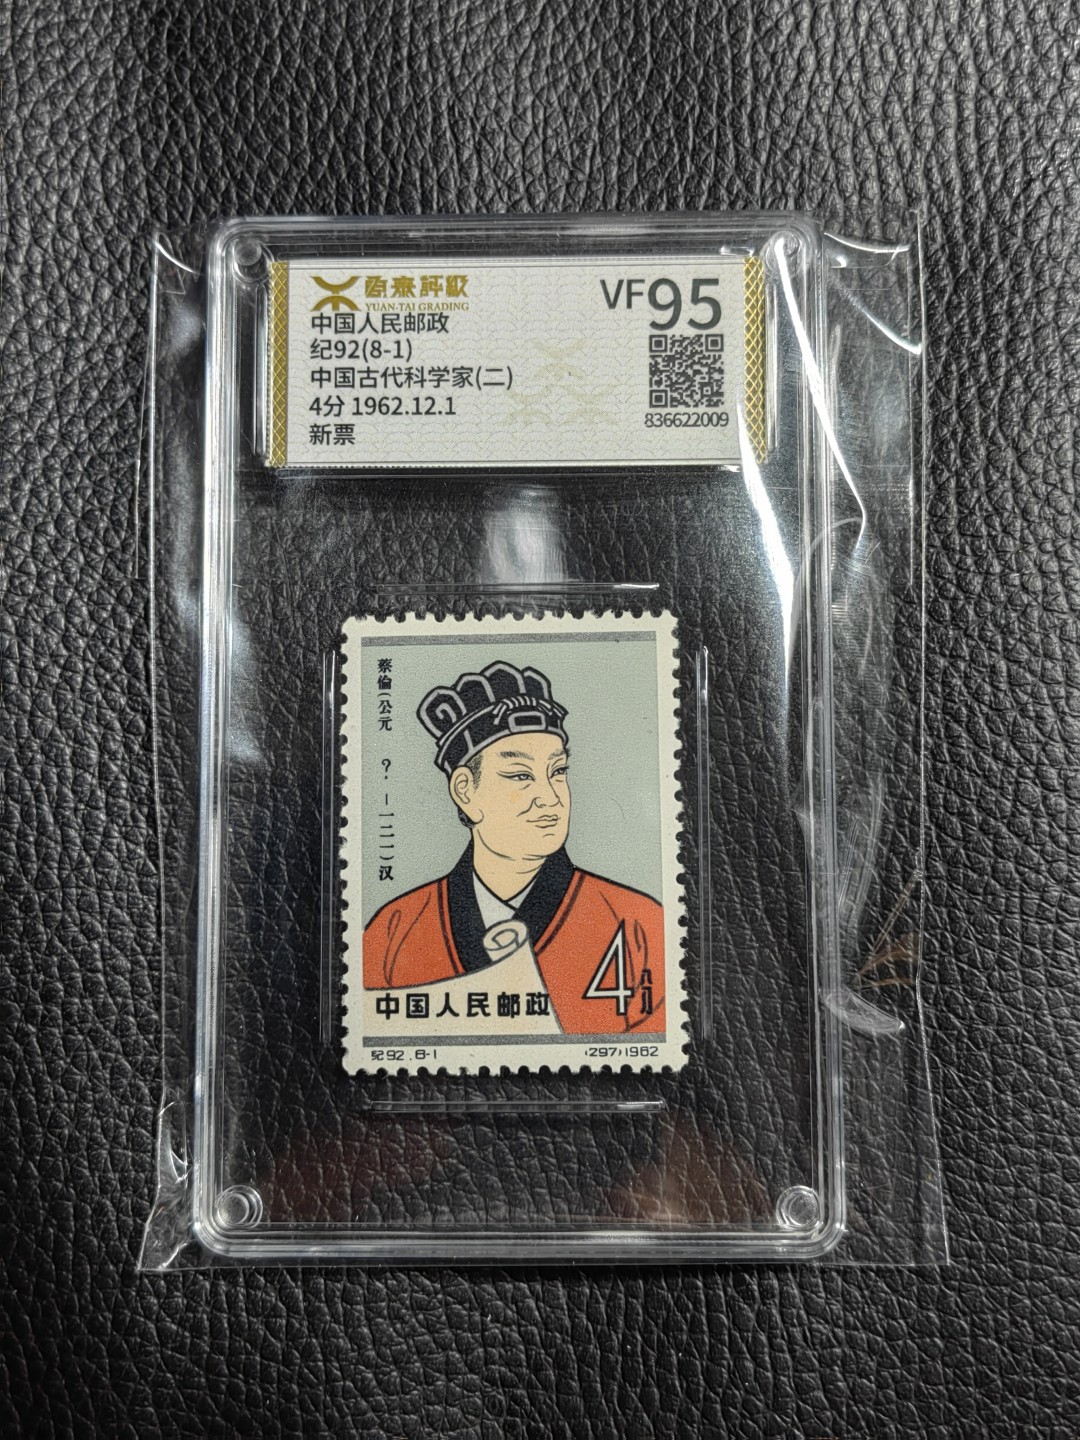 源泰評級
YUAN-TAI GRADING
VF95
中国人民邮政
纪92(8-1)
中国古代科学家(二)
4分 1962.12.1
新票
836622009
蔡倫(公元 ?—一二一)汉
4分
中国人民邮政
纪92.8-1
(297)1962